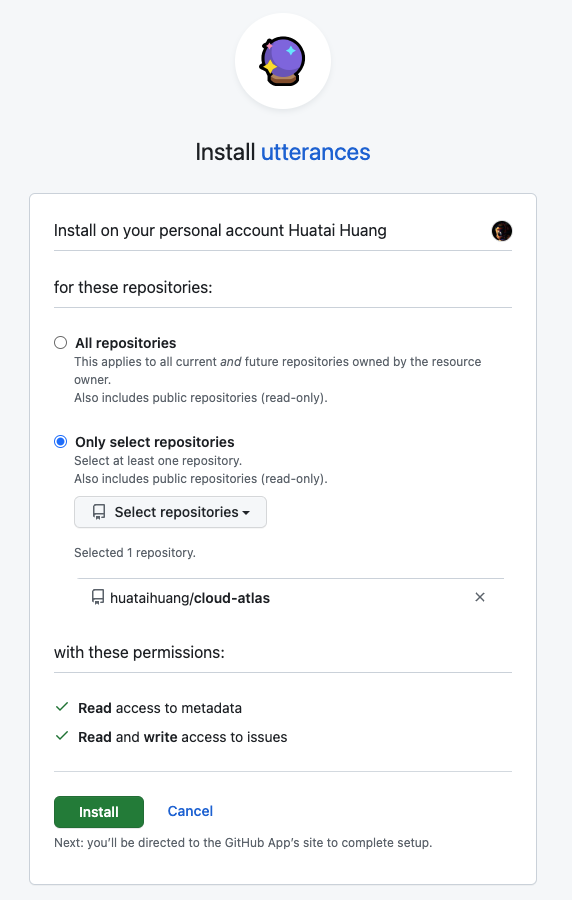 Install utterances
Install on your personal account Huatai Huang
for these repositories:
All repositories
This applies to all current and future repositories owned by the resource
owner.
Also includes public repositories (read-only).
Only select repositories
Select at least one repository.
Also includes public repositories (read-only).
Select repositories
Selected 1 repository.
huataihuang/cloud-atlas
with these permissions:
Read access to metadata
Read and write access to issues
Install Cancel
Next: you’ll be directed to the GitHub App’s site to complete setup.